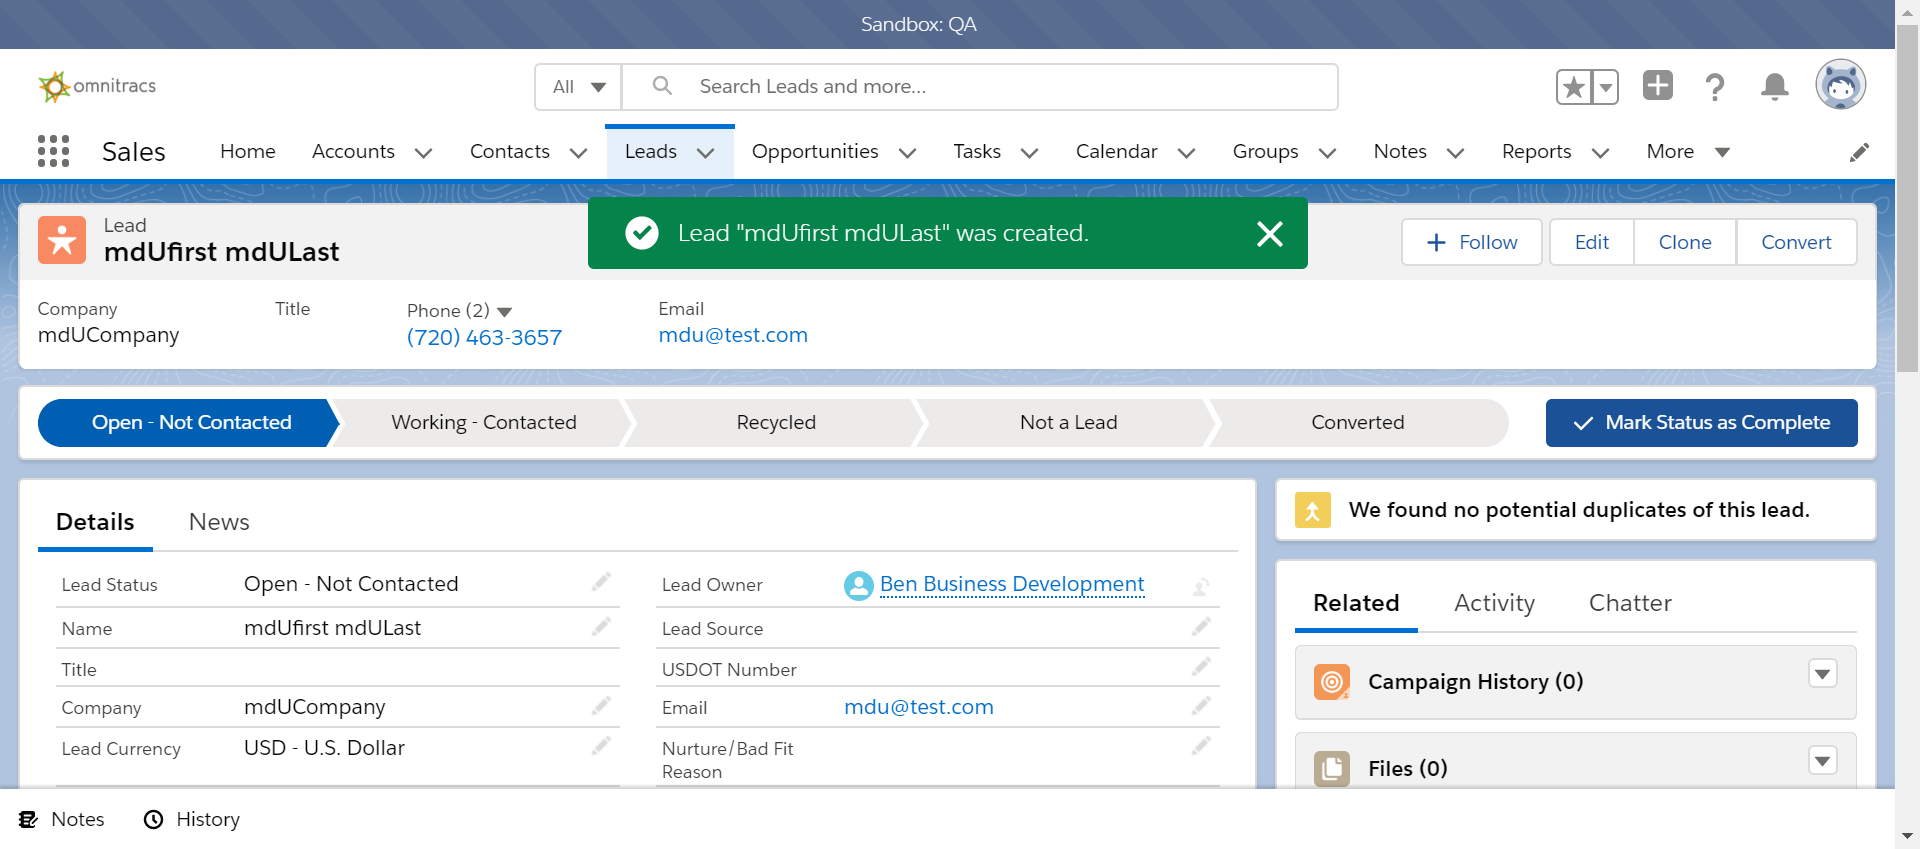 Sandbox: QA
omnitracs
All
Search Leads and more...
Sales
Home
Accounts
Contacts
Leads
Opportunities
Tasks
Calendar
Groups
Notes
Reports
More
Lead
mdUfirst mdULast
Lead "mdUfirst mdULast" was created.
Follow
Edit
Clone
Convert
Company
mdUCompany
Title
Phone (2)
(720) 463-3657
Email
mdu@test.com
Open - Not Contacted
Working - Contacted
Recycled
Not a Lead
Converted
Mark Status as Complete
Details
News
Lead Status
Open - Not Contacted
Name
mdUfirst mdULast
Title
Company
mdUCompany
Lead Currency
USD - U.S. Dollar
Lead Owner
Ben Business Development
Lead Source
USDOT Number
Email
mdu@test.com
Nurture/Bad Fit
Reason
We found no potential duplicates of this lead.
Related
Activity
Chatter
Campaign History (0)
Files (0)
Notes
History